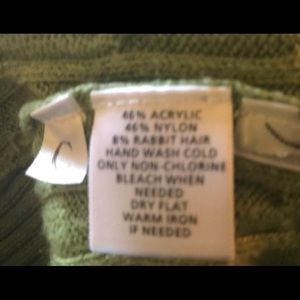 46% ACRYLIC
46% NYLON
8% RABBIT HAIR
HAND WASH COLD
ONLY NON-CHLORINE
BLEACH WHEN
NEEDED
DRY FLAT
WARM IRON
IF NEEDED